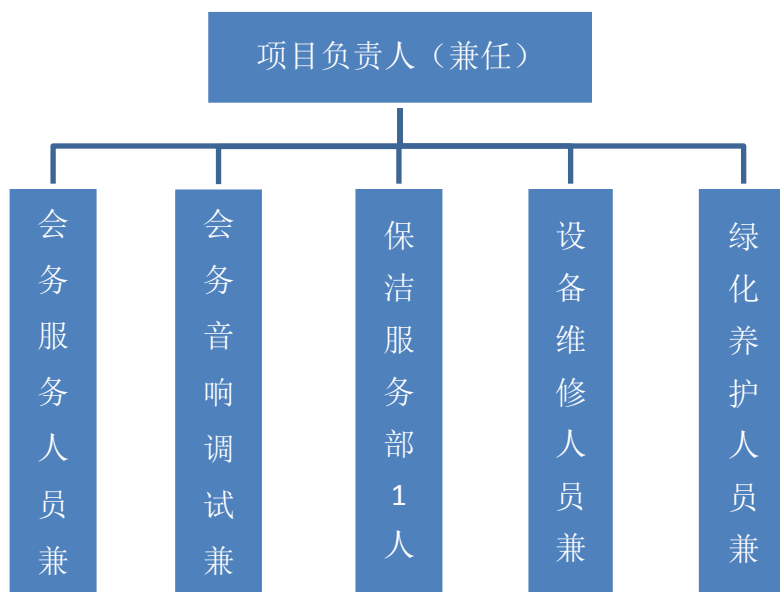 项目负责人（兼任）
会务服务人员兼
会务音响调试兼
保洁服务部1人
设备维修人员兼
绿化养护人员兼